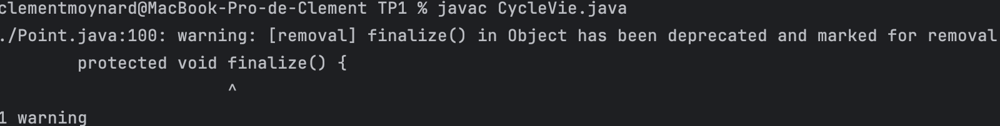 clementmoynard@MacBook-Pro-de-Clement TP1 % javac CycleVie.java
./Point.java:100: warning: [removal] finalize() in Object has been deprecated and marked for removal
protected void finalize() {
^
1 warning